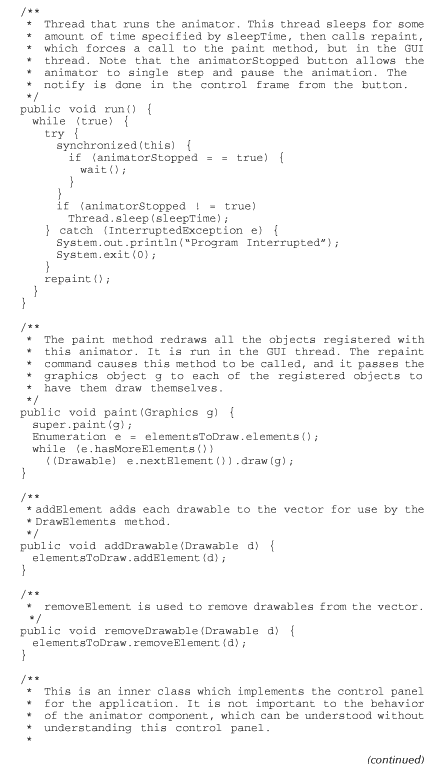 /**
 * Thread that runs the animator. This thread sleeps for some
 * amount of time specified by sleepTime, then calls repaint,
 * which forces a call to the paint method, but in the GUI
 * thread. Note that the animatorStopped button allows the
 * animator to single step and pause the animation. The
 * notify is done in the control frame from the button.
 */
public void run() {
  while (true) {
    try {
      synchronized(this) {
        if (animatorStopped = = true) {
          wait();
        }
      }
      if (animatorStopped ! = true)
        Thread.sleep(sleepTime);
    } catch (InterruptedException e) {
      System.out.println(“Program Interrupted”);
      System.exit(0);
    }
    repaint();
  }
}

/**
 * The paint method redraws all the objects registered with
 * this animator. It is run in the GUI thread. The repaint
 * command causes this method to be called, and it passes the
 * graphics object g to each of the registered objects to
 * have them draw themselves.
 */
public void paint(Graphics g) {
  super.paint(g);
  Enumeration e = elementsToDraw.elements();
  while (e.hasMoreElements())
    ((Drawable) e.nextElement()).draw(g);
}

/**
 * addElement adds each drawable to the vector for use by the
 * DrawElements method.
 */
public void addDrawable(Drawable d) {
  elementsToDraw.addElement(d);
}

/**
 * removeElement is used to remove drawables from the vector.
 */
public void removeDrawable(Drawable d) {
  elementsToDraw.removeElement(d);
}

/**
 * This is an inner class which implements the control panel
 * for the application. It is not important to the behavior
 * of the animator component, which can be understood without
 * understanding this control panel.
 *
(continued)